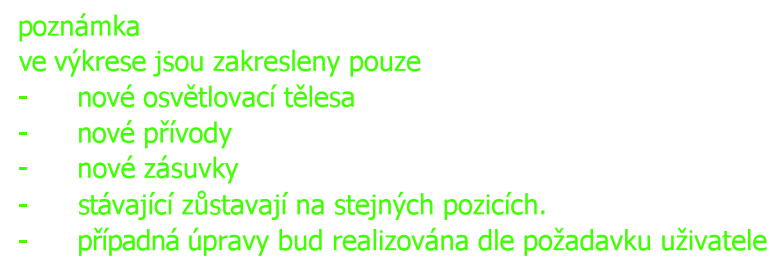 poznámka
ve výkrese jsou zakresleny pouze
- nové osvětlovací tělesa
- nové přívody
- nové zásuvky
- stávající zůstavají na stejných pozicích.
- případná úpravy bud realizována dle požadavku uživatele